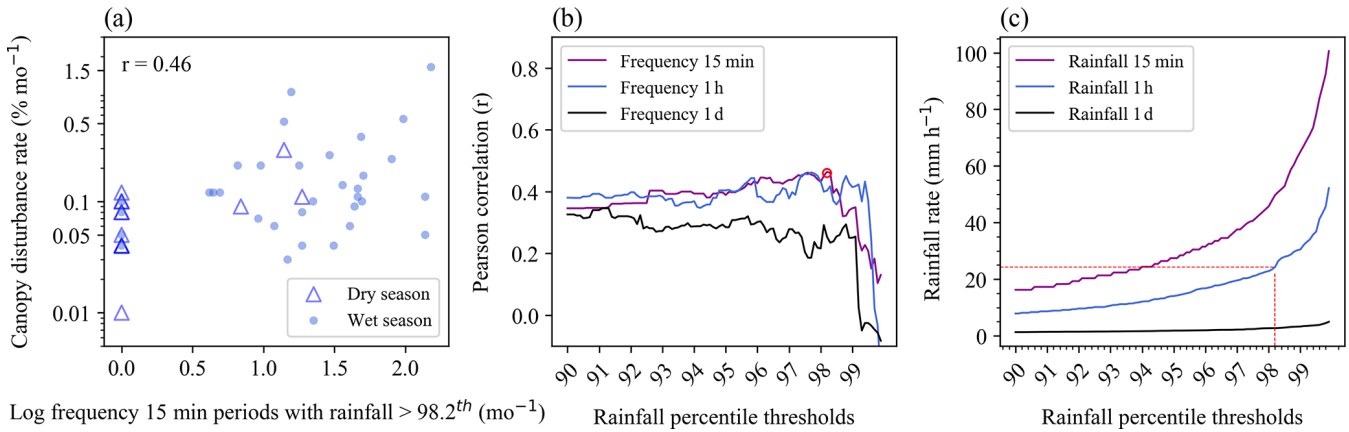 (a)
r = 0.46
Canopy disturbance rate (% mo⁻¹)
1.5
0.5
0.1
0.05
0.01
Dry season
Wet season
0.0 0.5 1.0 1.5 2.0
Log frequency 15 min periods with rainfall > 98.2ᵗʰ (mo⁻¹)
(b)
Frequency 15 min
Frequency 1 h
Frequency 1 d
Pearson correlation (r)
0.8
0.6
0.4
0.2
0.0
90 91 92 93 94 95 96 97 98 99
Rainfall percentile thresholds
(c)
Rainfall 15 min
Rainfall 1 h
Rainfall 1 d
Rainfall rate (mm h⁻¹)
100
80
60
40
20
0
90 91 92 93 94 95 96 97 98 99
Rainfall percentile thresholds